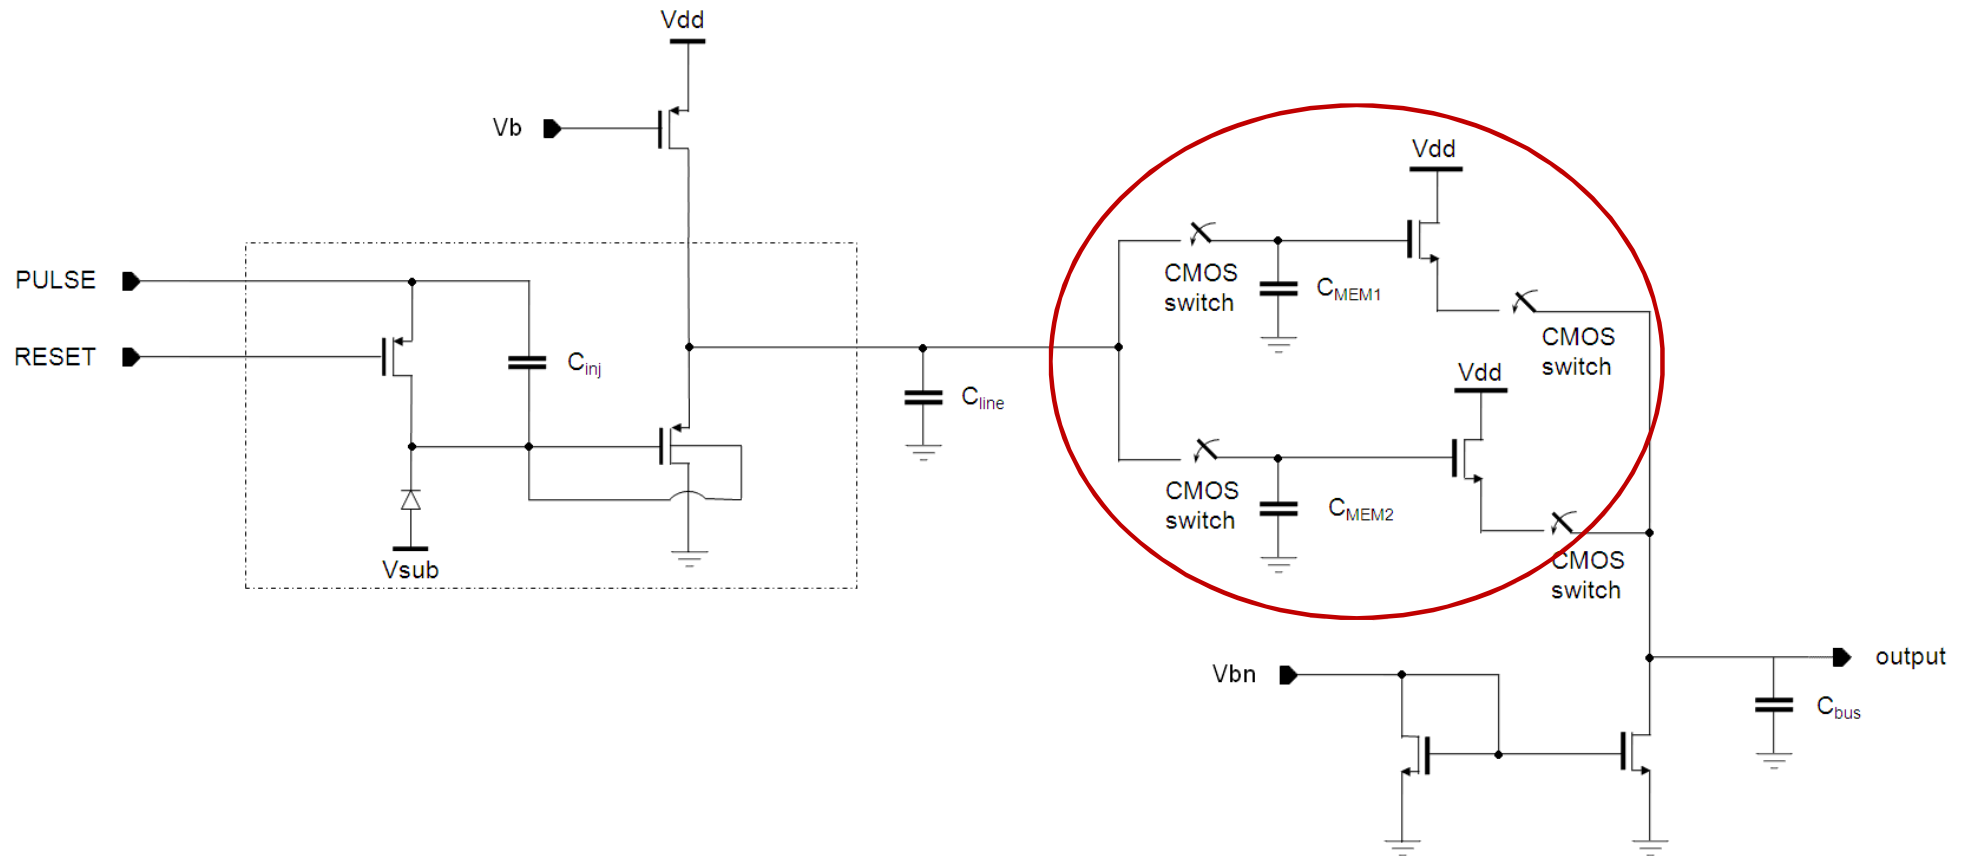 Vdd
Vb
Vdd
PULSE
CMOS
switch
CMEM1
RESET
Cinj
CMOS
switch
Vdd
Cline
CMOS
switch
CMEM2
Vsub
CMOS
switch
Vbn
output
Cbus